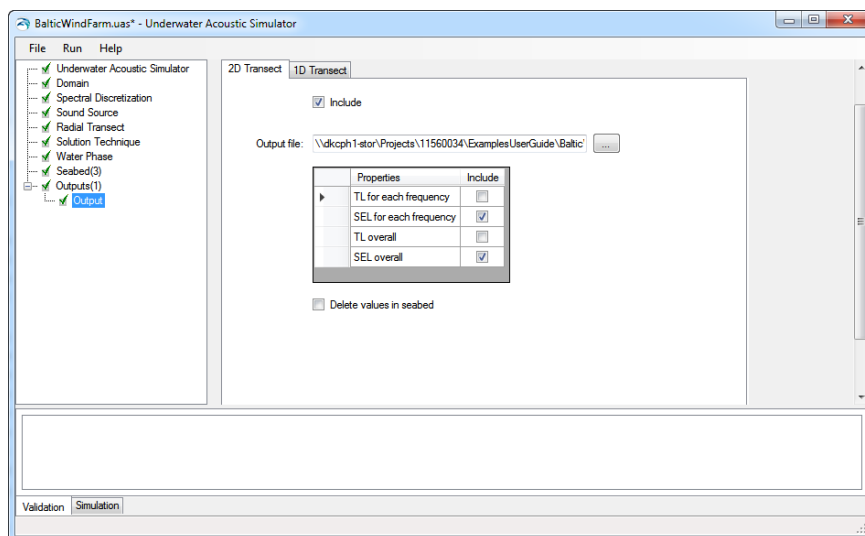 BalticWindFarm.uas* - Underwater Acoustic Simulator
File Run Help
Underwater Acoustic Simulator
Domain
Spectral Discretization
Sound Source
Radial Transect
Solution Technique
Water Phase
Seabed(3)
Outputs(1)
Output
2D Transect 1D Transect
Include
Output file: \\dkcph1-stor\Projects\11560034\ExamplesUserGuide\Baltic' ...
Properties Include
TL for each frequency
SEL for each frequency
TL overall
SEL overall
Delete values in seabed
Validation Simulation